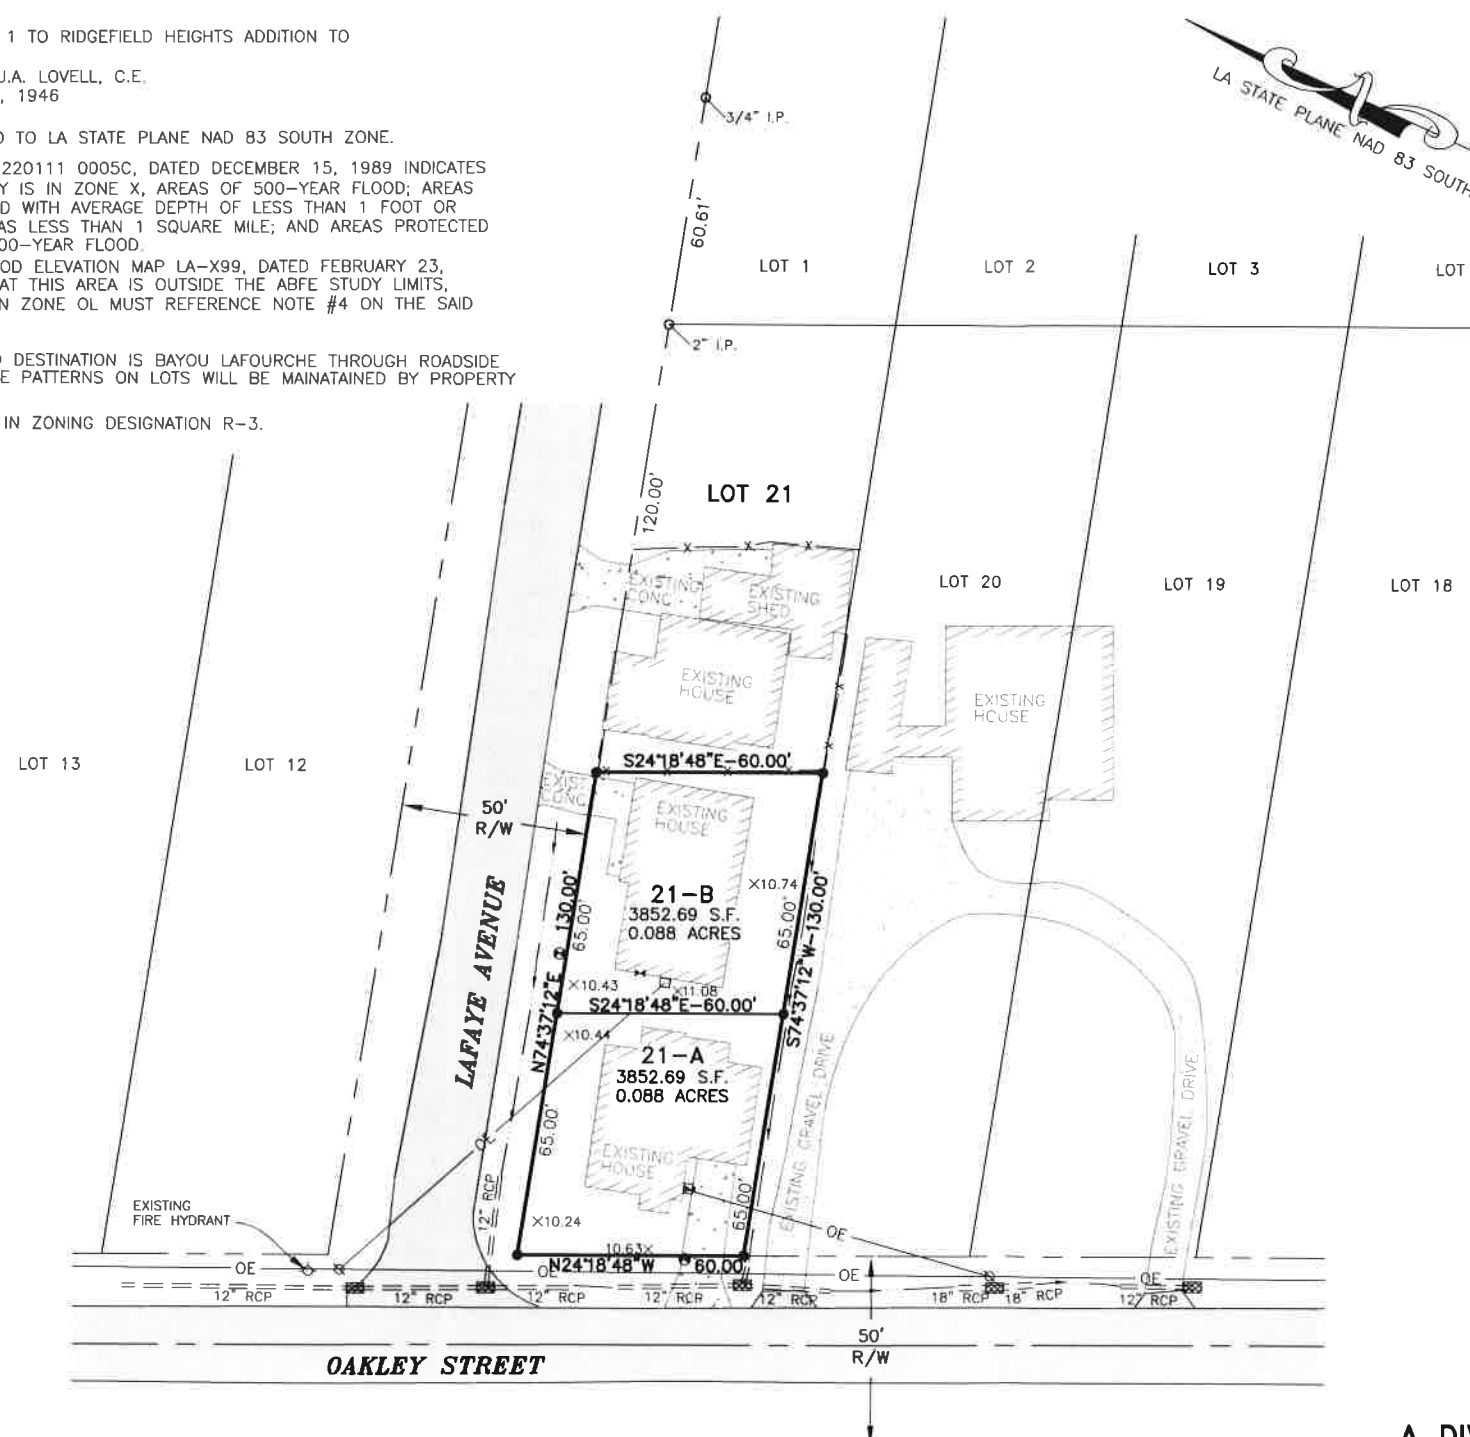 1 TO RIDGEFIELD HEIGHTS ADDITION TO
J.A. LOVELL, C.E.
, 1946
D TO LA STATE PLANE NAD 83 SOUTH ZONE.
220111 0005C, DATED DECEMBER 15, 1989 INDICATES
Y IS IN ZONE X, AREAS OF 500-YEAR FLOOD; AREAS
D WITH AVERAGE DEPTH OF LESS THAN 1 FOOT OR
AS LESS THAN 1 SQUARE MILE; AND AREAS PROTECTED
00-YEAR FLOOD.
OD ELEVATION MAP LA-X99, DATED FEBRUARY 23,
AT THIS AREA IS OUTSIDE THE ABFE STUDY LIMITS,
N ZONE OL MUST REFERENCE NOTE #4 ON THE SAID
DESTINATION IS BAYOU LAFOURCHE THROUGH ROADSIDE
E PATTERNS ON LOTS WILL BE MAINATAINED BY PROPERTY
IN ZONING DESIGNATION R-3.
LA STATE PLANE NAD 83 SOUTH
3/4" I.P.
60.61'
LOT 1
LOT 2
LOT 3
LOT
2" I.P.
120.00'
LOT 21
EXISTING
CONC.
EXISTING
SHED
LOT 20
LOT 19
LOT 18
EXISTING
HOUSE
EXISTING
HOUSE
LOT 13
LOT 12
S24°18'48"E-60.00'
EXIST
CONC.
EXISTING
HOUSE
50'
R/W
21-B
3852.69 S.F.
0.088 ACRES
X10.74
65.00'
65.00'
N74°37'12"E @ 130.00'
S74°37'12"W-130.00'
LAFAYE AVENUE
X10.43
X11.08
S24°18'48"E-60.00'
X10.44
21-A
3852.69 S.F.
0.088 ACRES
65.00'
65.00'
EXISTING
HOUSE
EXISTING GRAVEL DRIVE
EXISTING GRAVEL DRIVE
OE
12" RCP
EXISTING
FIRE HYDRANT
X10.24
10.63X
OE
N24°18'48"W 60.00'
OE
OE
OE
OE
12" RCP
12" RCP
12" RCP
12" RCP
12" RCP
18" RCP
18" RCP
12" RCP
50'
R/W
OAKLEY STREET